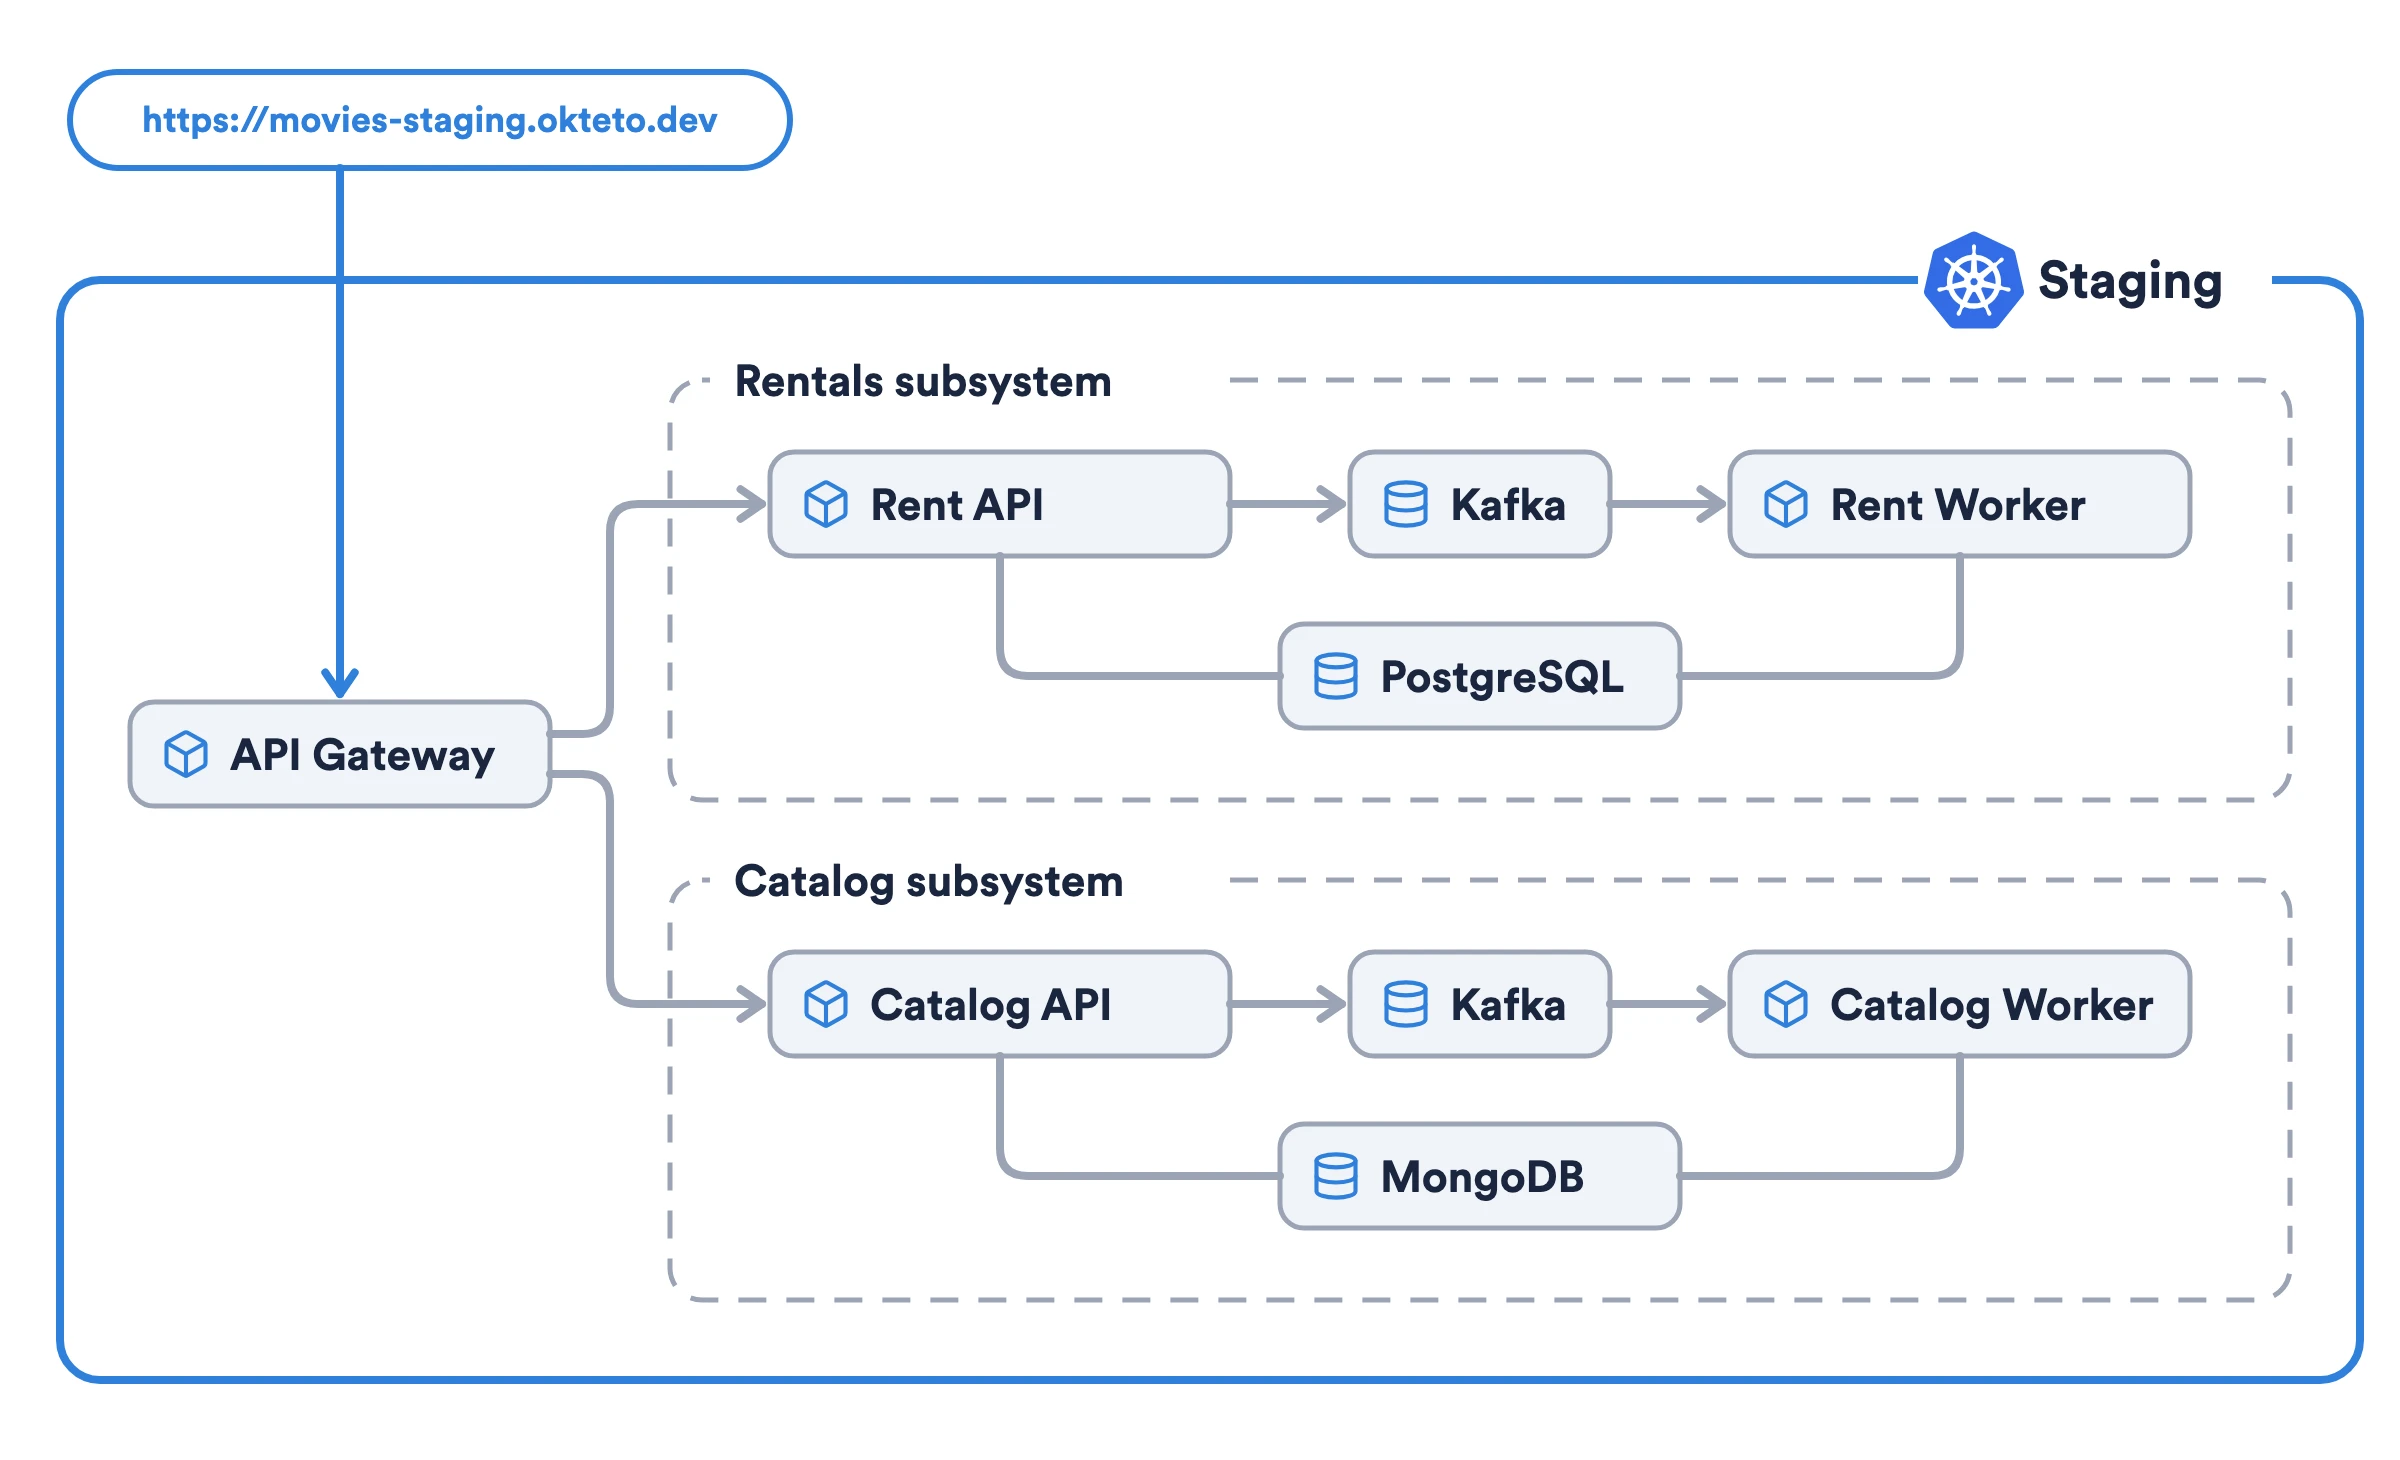 https://movies-staging.okteto.dev
Staging
Rentals subsystem
Rent API
Kafka
Rent Worker
PostgreSQL
API Gateway
Catalog subsystem
Catalog API
Kafka
Catalog Worker
MongoDB